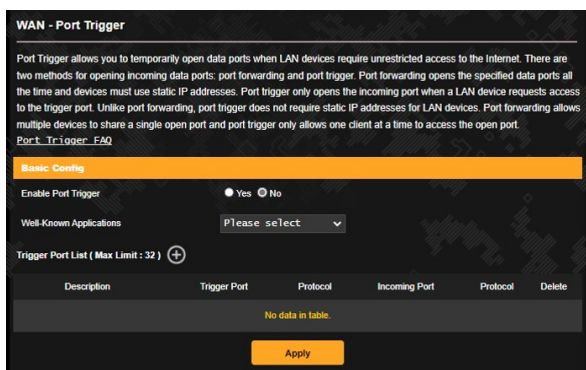 WAN - Port Trigger
Port Trigger allows you to temporarily open data ports when LAN devices require unrestricted access to the Internet. There are
two methods for opening incoming data ports: port forwarding and port trigger. Port forwarding opens the specified data ports all
the time and devices must use static IP addresses. Port trigger only opens the incoming port when a LAN device requests access
to the trigger port. Unlike port forwarding, port trigger does not require static IP addresses for LAN devices. Port forwarding allows
multiple devices to share a single open port and port trigger only allows one client at a time to access the open port.
Port Trigger FAQ
Basic Config
Enable Port Trigger Yes No
Well-Known Applications Please select
Trigger Port List ( Max Limit : 32 )
Description Trigger Port Protocol Incoming Port Protocol Delete
No data in table.
Apply